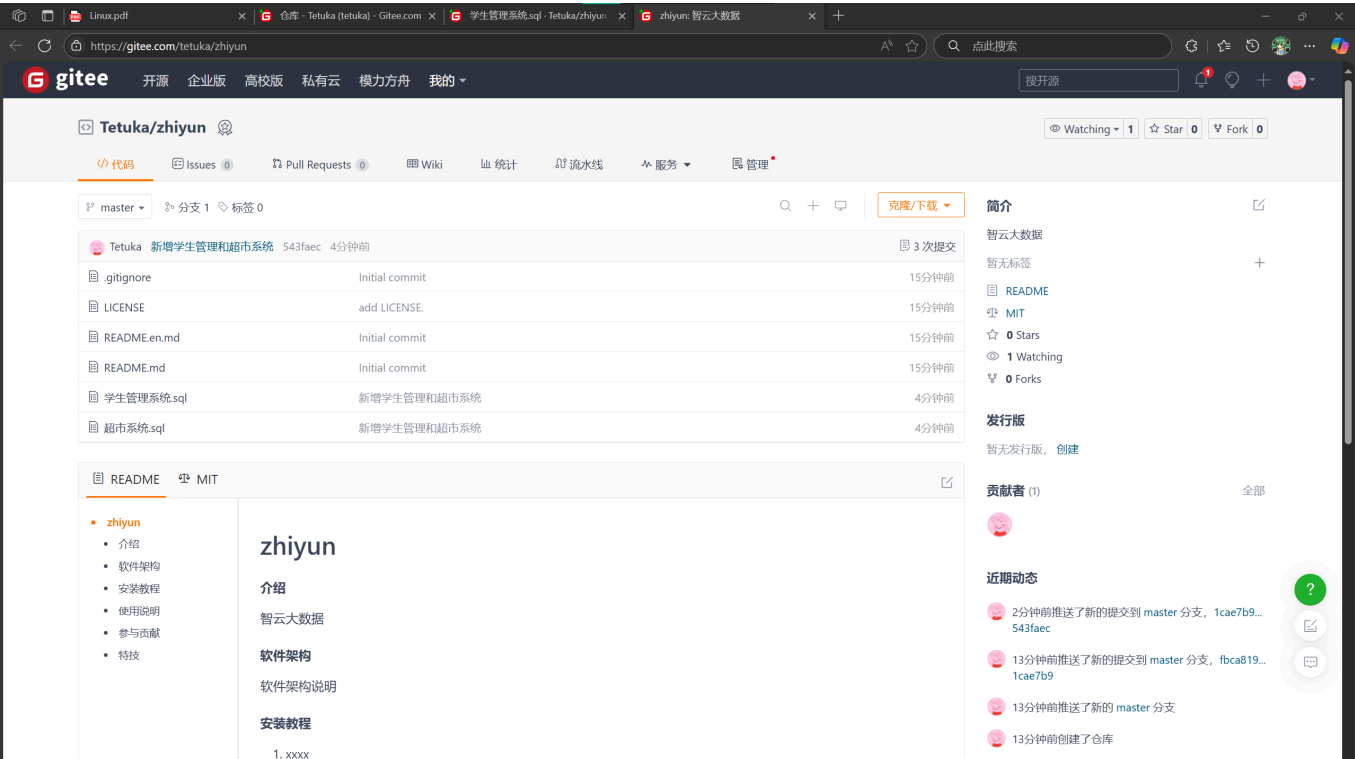 Linux.pdf
仓库 - Tetuka (tetuka) - Gitee.com
学生管理系统.sql · Tetuka/zhiyun
zhiyun: 智云大数据
https://gitee.com/tetuka/zhiyun
点此搜索
gitee 开源 企业版 高校版 私有云 模力方舟 我的
搜开源
1
Tetuka/zhiyun
Watching 1 Star 0 Fork 0
代码 Issues 0 Pull Requests 0 Wiki 统计 流水线 服务 管理
master 分支 1 标签 0
克隆/下载
Tetuka 新增学生管理和超市系统 543faec 4分钟前 3 次提交
.gitignore Initial commit 15分钟前
LICENSE add LICENSE. 15分钟前
README.en.md Initial commit 15分钟前
README.md Initial commit 15分钟前
学生管理系统.sql 新增学生管理和超市系统 4分钟前
超市系统.sql 新增学生管理和超市系统 4分钟前
README MIT
zhiyun
介绍
软件架构
安装教程
使用说明
参与贡献
特技
zhiyun
介绍
智云大数据
软件架构
软件架构说明
安装教程
1. xxxx
简介
智云大数据
暂无标签
README
MIT
0 Stars
1 Watching
0 Forks
发行版
暂无发行版， 创建
贡献者 (1) 全部
近期动态
2分钟前推送了新的提交到 master 分支，1cae7b9...
543faec
13分钟前推送了新的提交到 master 分支，fbca819...
1cae7b9
13分钟前推送了新的 master 分支
13分钟前创建了仓库
?